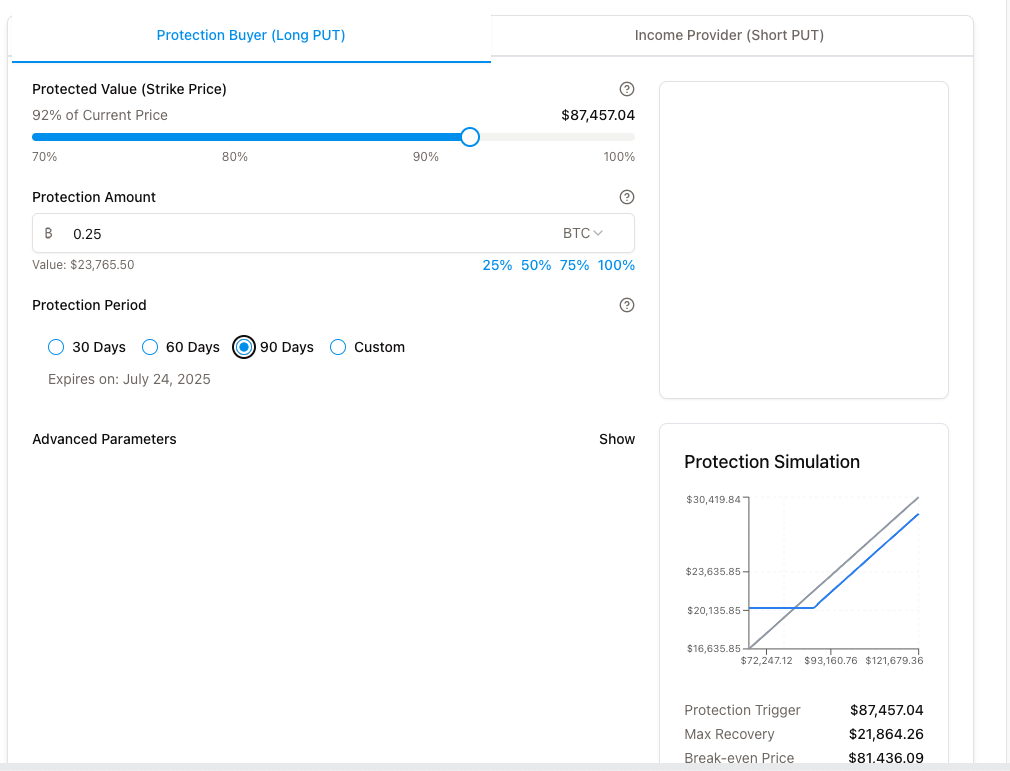 Protection Buyer (Long PUT)
Income Provider (Short PUT)
Protected Value (Strike Price)
92% of Current Price
$87,457.04
70%
80%
90%
100%
Protection Amount
฿
0.25
BTC
Value: $23,765.50
25%
50%
75%
100%
Protection Period
30 Days
60 Days
90 Days
Custom
Expires on: July 24, 2025
Advanced Parameters
Show
Protection Simulation
$30,419.84
$23,635.85
$20,135.85
$16,635.85
$72,247.12
$93,160.76
$121,679.36
Protection Trigger
$87,457.04
Max Recovery
$21,864.26
Break-even Price
$81,436.09